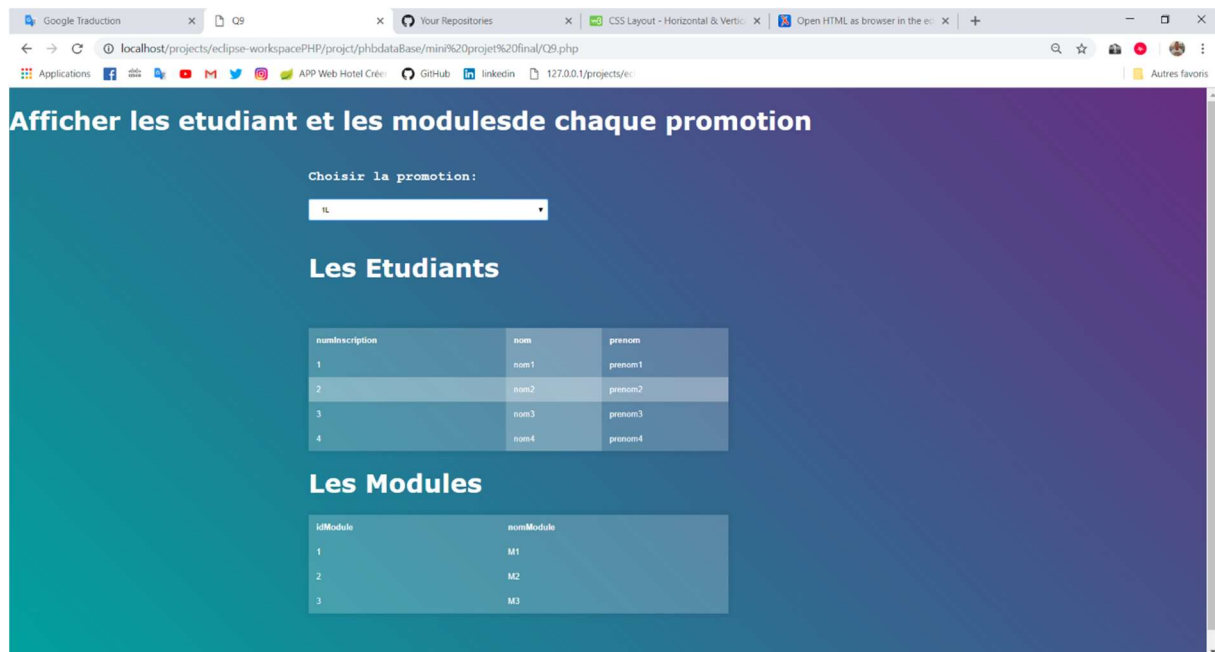 Google Traduction
Q9
Your Repositories
CSS Layout - Horizontal & Vertic
Open HTML as browser in the ed
localhost/projects/eclipse-workspacePHP/projct/phbdataBase/mini%20projet%20final/Q9.php
Applications
APP Web Hotel Créer
GitHub
linkedin
127.0.0.1/projects/ec
Autres favoris
Afficher les etudiant et les modulesde chaque promotion
Choisir la promotion:
Les Etudiants
numInscription nom prenom
1 nom1 prenom1
2 nom2 prenom2
3 nom3 prenom3
4 nom4 prenom4
Les Modules
idModule nomModule
1 M1
2 M2
3 M3